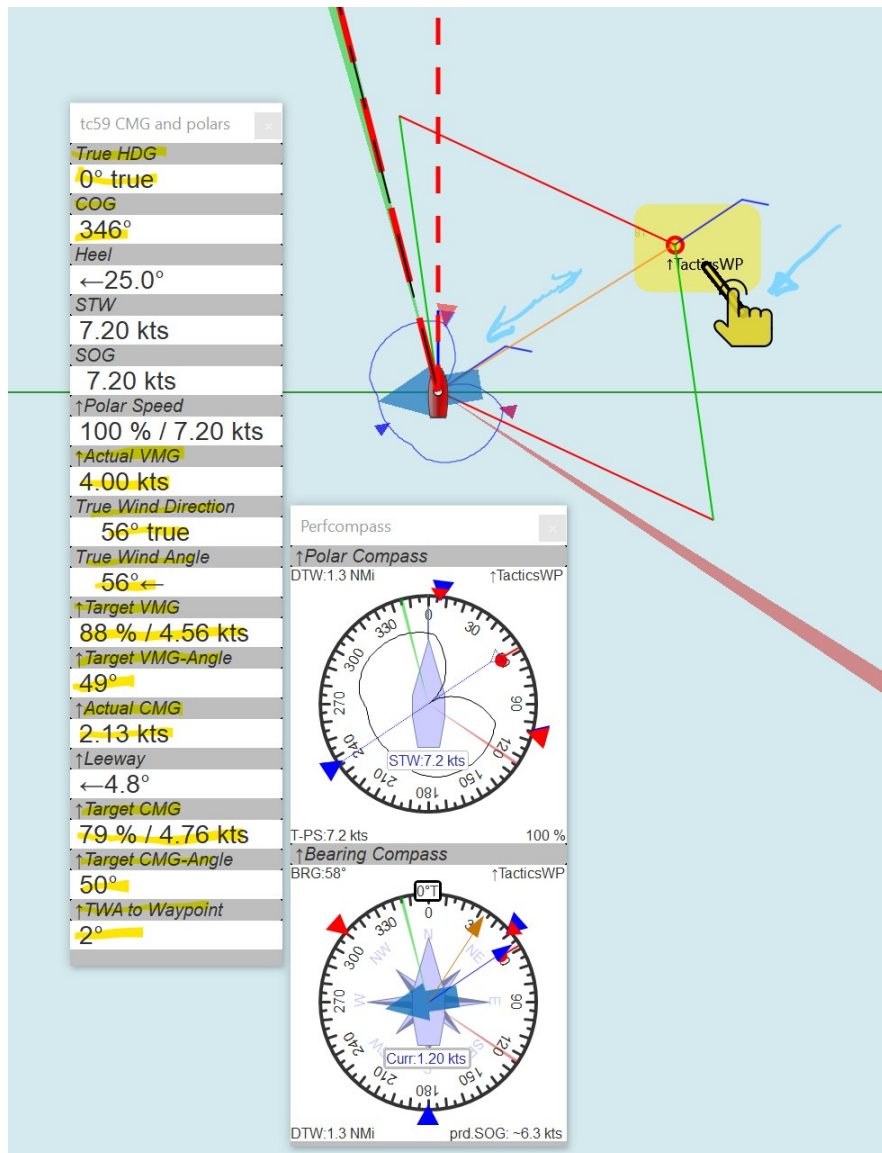 tc59 CMG and polars
x
True HDG
0° true
COG
346°
Heel
←25.0°
STW
7.20 kts
SOG
7.20 kts
↑Polar Speed
100 % / 7.20 kts
↑Actual VMG
4.00 kts
True Wind Direction
56° true
True Wind Angle
56°←
↑Target VMG
88 % / 4.56 kts
↑Target VMG-Angle
49°
↑Actual CMG
2.13 kts
↑Leeway
←4.8°
↑Target CMG
79 % / 4.76 kts
↑Target CMG-Angle
50°
↑TWA to Waypoint
2°
↑TacticsWP
Perfcompass
x
↑Polar Compass
DTW:1.3 NMi ↑TacticsWP
0
30
90
120
150
180
210
240
270
300
330
STW:7.2 kts
T-PS:7.2 kts 100 %
↑Bearing Compass
BRG:58° ↑TacticsWP
0°T
0
90
120
150
180
210
240
270
300
330
N
NE
E
SE
W
NW
Curr:1.20 kts
DTW:1.3 NMi prd.SOG: ~6.3 kts